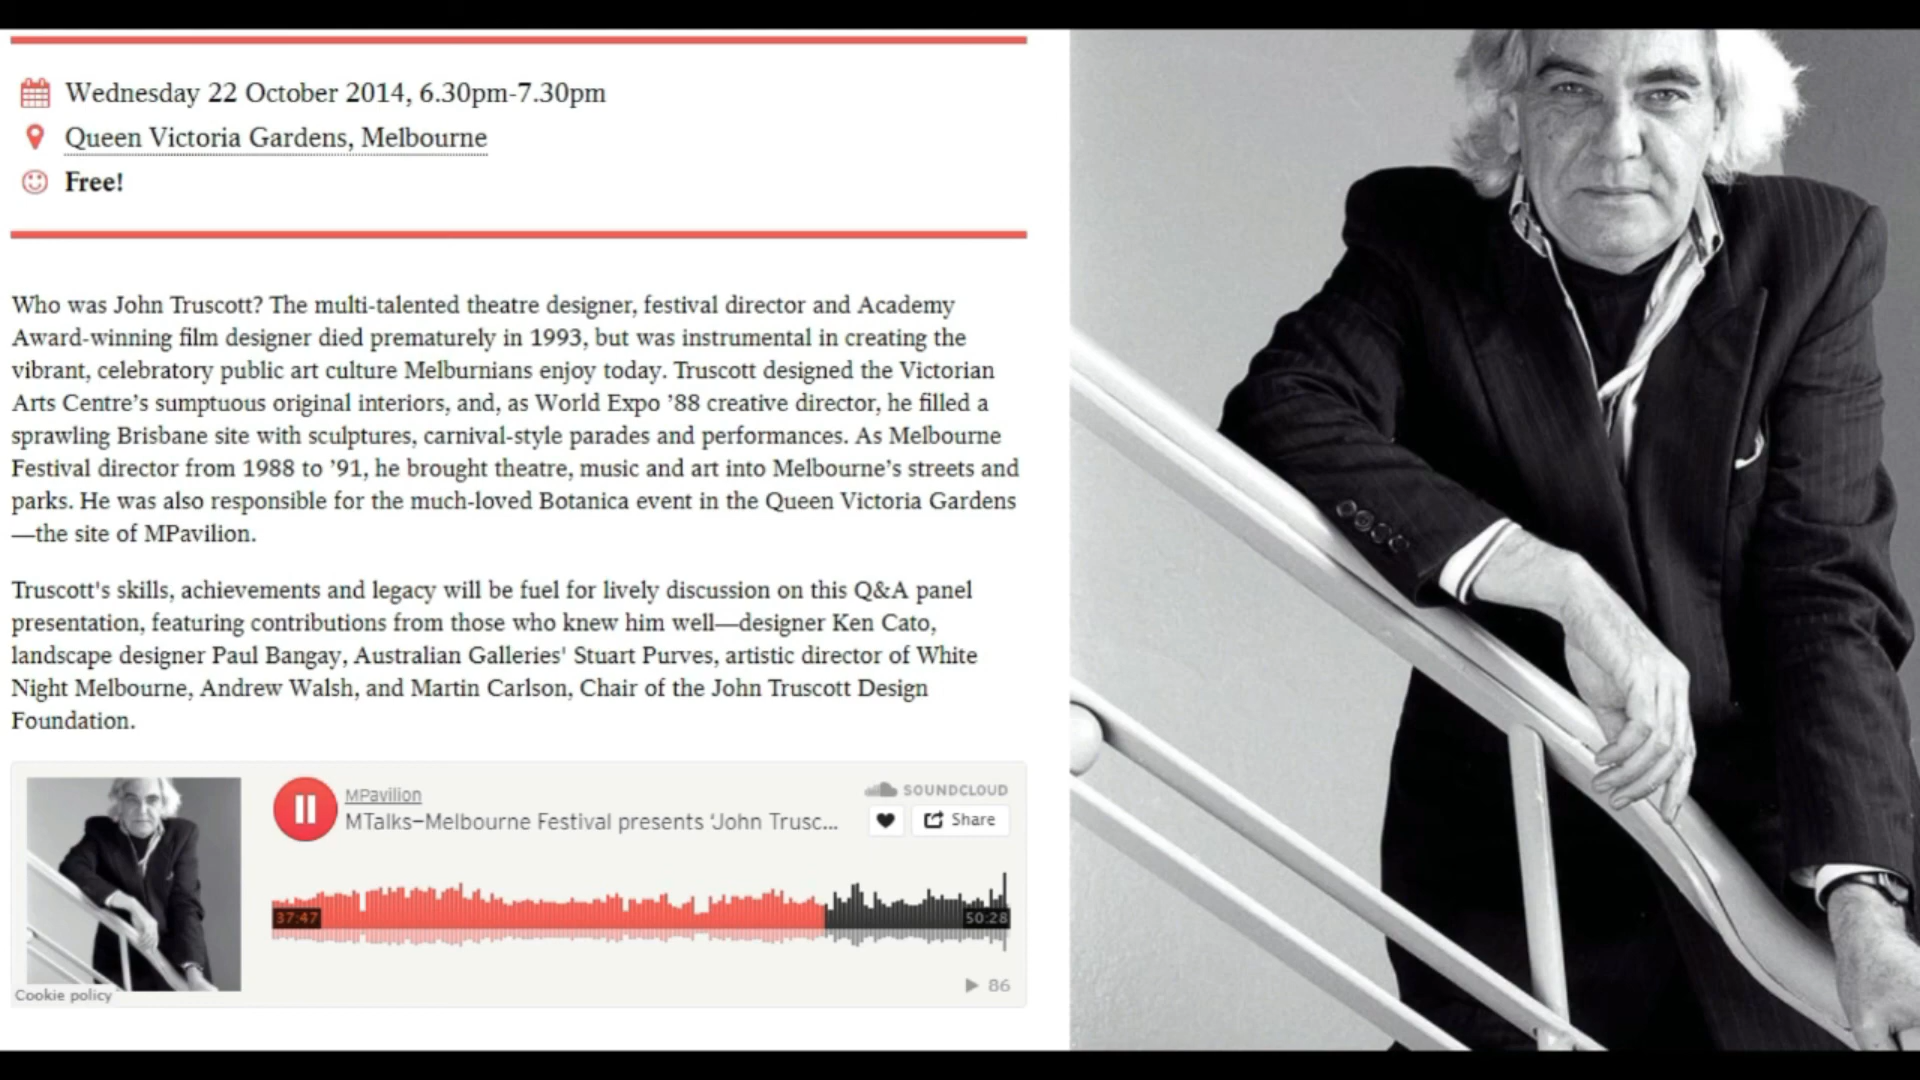 Wednesday 22 October 2014, 6.30pm-7.30pm
Queen Victoria Gardens, Melbourne
Free!
Who was John Truscott? The multi-talented theatre designer, festival director and Academy
Award-winning film designer died prematurely in 1993, but was instrumental in creating the
vibrant, celebratory public art culture Melburnians enjoy today. Truscott designed the Victorian
Arts Centre’s sumptuous original interiors, and, as World Expo ’88 creative director, he filled a
sprawling Brisbane site with sculptures, carnival-style parades and performances. As Melbourne
Festival director from 1988 to ’91, he brought theatre, music and art into Melbourne’s streets and
parks. He was also responsible for the much-loved Botanica event in the Queen Victoria Gardens
—the site of MPavilion.
Truscott's skills, achievements and legacy will be fuel for lively discussion on this Q&A panel
presentation, featuring contributions from those who knew him well—designer Ken Cato,
landscape designer Paul Bangay, Australian Galleries' Stuart Purves, artistic director of White
Night Melbourne, Andrew Walsh, and Martin Carlson, Chair of the John Truscott Design
Foundation.
MPavilion
SOUNDCLOUD
MTalks–Melbourne Festival presents ‘John Trusc...
Share
37:47
50:28
86
Cookie policy